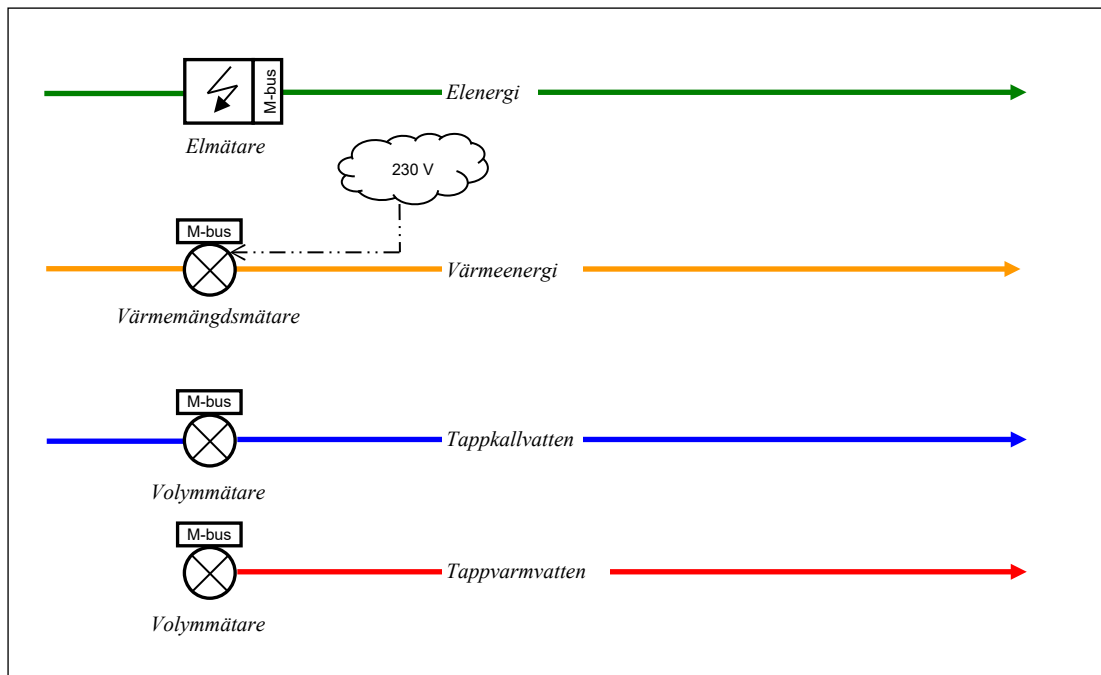 M-bus
Elenergi
Elmätare
230 V
M-bus
Värmeenergi
Värmemängdsmätare
M-bus
Tappkallvatten
Volymmätare
M-bus
Tappvarmvatten
Volymmätare